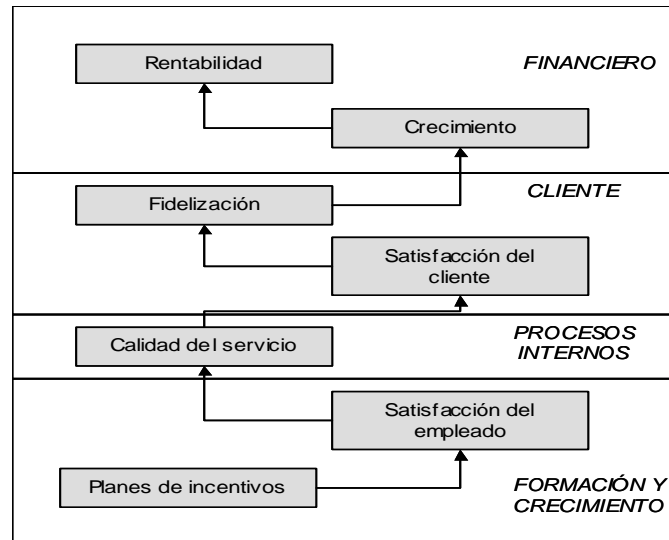 Rentabilidad
FINANCIERO
Crecimiento
CLIENTE
Fidelización
Satisfacción del
cliente
PROCESOS
INTERNOS
Calidad del servicio
Satisfacción del
empleado
Planes de incentivos
FORMACIÓN Y
CRECIMIENTO